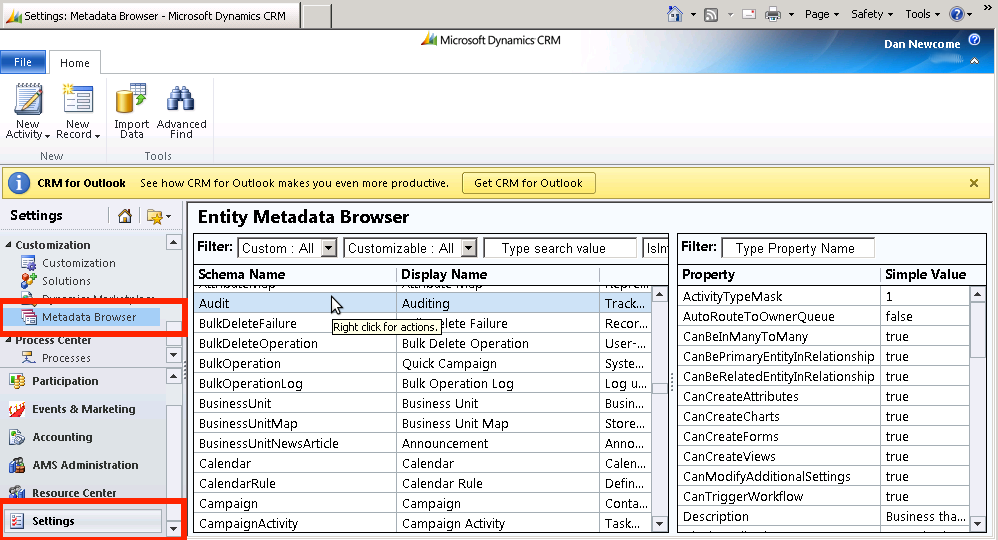 Settings: Metadata Browser - Microsoft Dynamics CRM
Page Safety Tools
Microsoft Dynamics CRM
Dan Newcome
File Home
New Activity
New Record
Import Data
Advanced Find
New Tools
CRM for Outlook See how CRM for Outlook makes you even more productive. Get CRM for Outlook
Settings
Customization
Customization
Solutions
Dynamics Marketplace
Metadata Browser
Process Center
Processes
Participation
Events & Marketing
Accounting
AMS Administration
Resource Center
Settings
Entity Metadata Browser
Filter: Custom : All Customizable : All Type search value IsInt
Schema Name Display Name
AttributeMap Attribute Map Repre...
Audit Auditing Track...
Right click for actions.
BulkDeleteFailure Delete Failure Recor...
BulkDeleteOperation Bulk Delete Operation User-...
BulkOperation Quick Campaign Syste...
BulkOperationLog Bulk Operation Log Log u...
BusinessUnit Business Unit Busin...
BusinessUnitMap Business Unit Map Store...
BusinessUnitNewsArticle Announcement Anno...
Calendar Calendar Calen...
CalendarRule Calendar Rule Defin...
Campaign Campaign Conta...
CampaignActivity Campaign Activity Task...
Filter: Type Property Name
Property Simple Value
ActivityTypeMask 1
AutoRouteToOwnerQueue false
CanBeInManyToMany true
CanBePrimaryEntityInRelationship true
CanBeRelatedEntityInRelationship true
CanCreateAttributes true
CanCreateCharts true
CanCreateForms true
CanCreateViews true
CanModifyAdditionalSettings true
CanTriggerWorkflow true
Description Business tha...